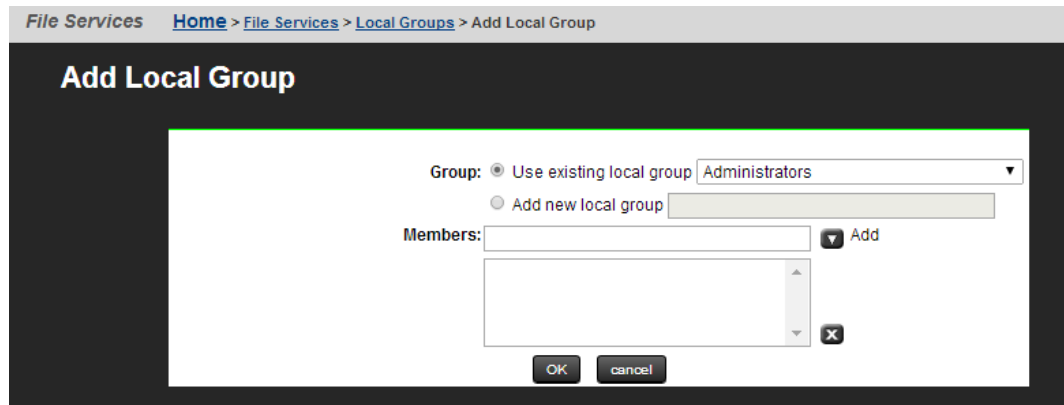 File Services Home > File Services > Local Groups > Add Local Group
Add Local Group
Group: Use existing local group Administrators
Add new local group
Members: Add
OK cancel